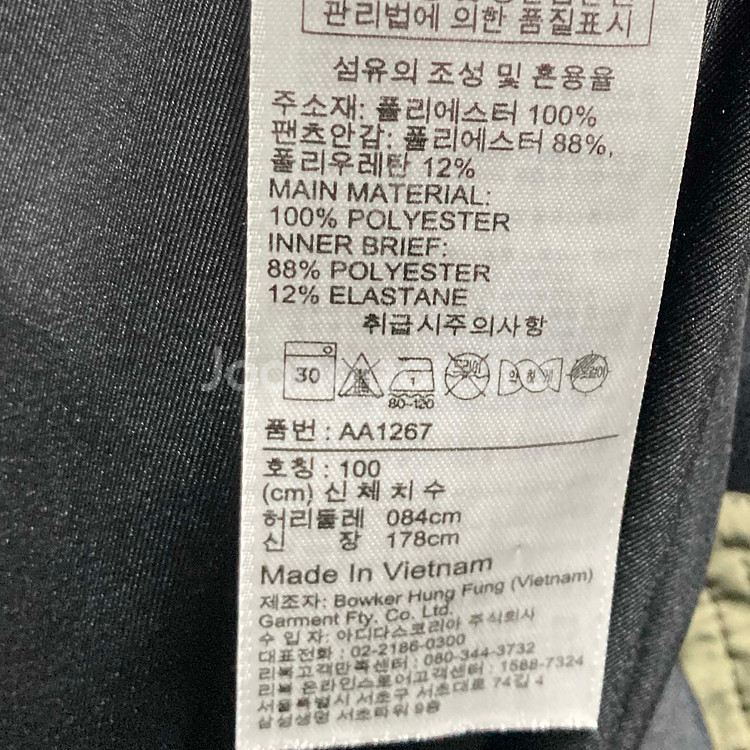 관리법에 의한 품질표시
섬유의 조성 및 혼용율
주소재: 폴리에스터 100%
팬츠안감: 폴리에스터 88%,
폴리우레탄 12%
MAIN MATERIAL:
100% POLYESTER
INNER BRIEF:
88% POLYESTER
12% ELASTANE
취급시주의사항
30
80-120
품번 : AA1267
호칭 : 100
(cm) 신체치수
허리둘레 084cm
신 장 178cm
Made In Vietnam
제조자: Bowker Hung Fung (Vietnam)
Garment Fty. Co. Ltd.
수 입 자: 아디다스코리아 주식회사
대표전화 : 02-2186-0300
리복고객만족센터 : 080-344-3732
리복 온라인스토어고객센터 : 1588-7324
서울특별시 서초구 서초대로 74길 4
삼성생명 서초타워 9층